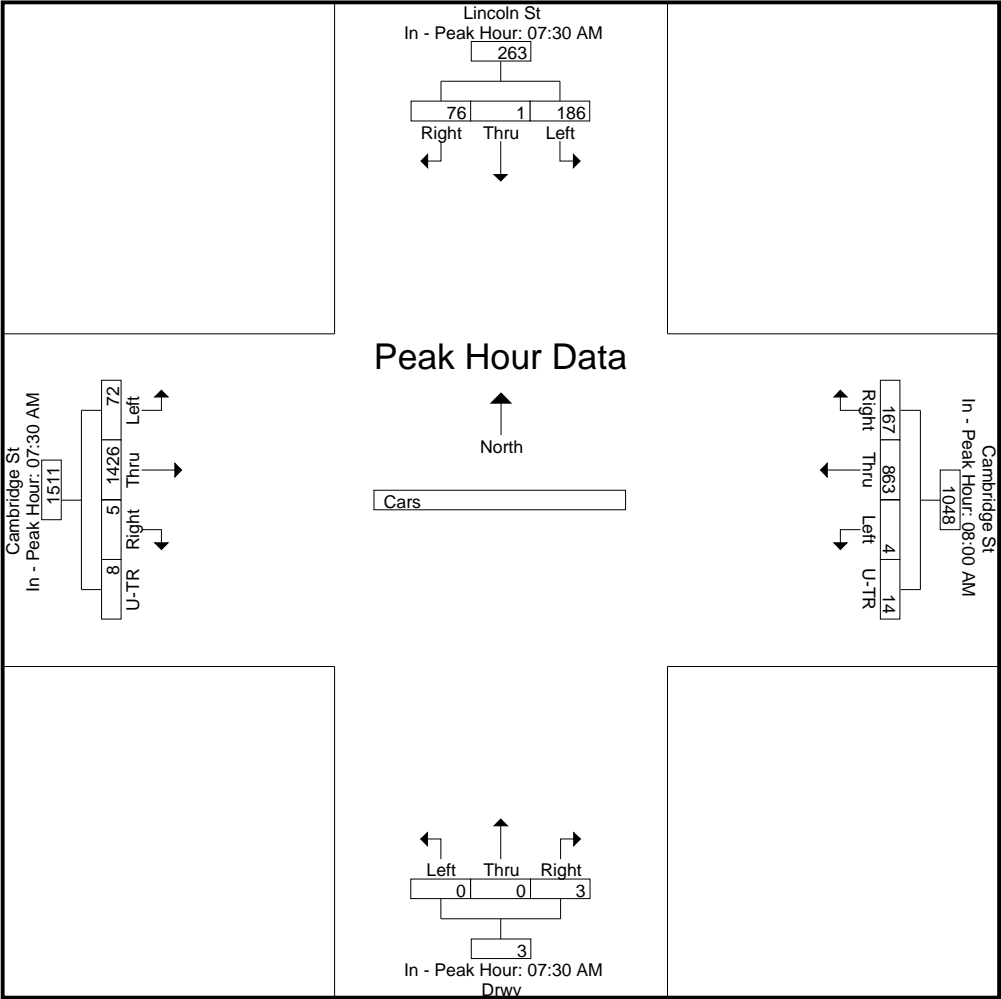 Lincoln St
In - Peak Hour: 07:30 AM
263
76 1 186
Right Thru Left
Peak Hour Data
North
Cars
Cambridge St
In - Peak Hour: 07:30 AM
1511
72 1426 5 8
Left Thru Right U-TR
Right Thru Left U-TR
167 863 4 14
1048
In - Peak Hour: 08:00 AM
Cambridge St
Left Thru Right
0 0 3
3
In - Peak Hour: 07:30 AM
Drwy